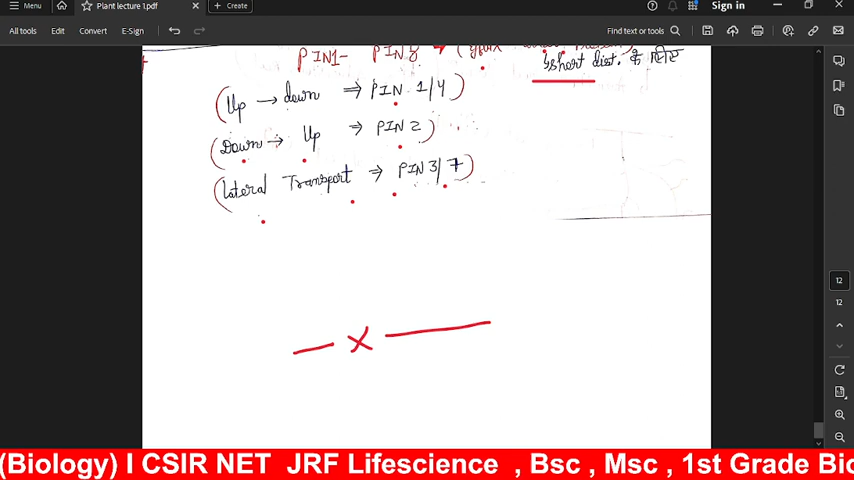 Menu
Plant lecture 1.pdf
Create
Sign in
All tools Edit Convert E-Sign
Find text or tools
PIN1- PIN8 → (efflux
short dist. के लिए
(Up → down ⇒ PIN 1/4)
(Down → Up ⇒ PIN 2)
(lateral Transport ⇒ PIN 3/7)
12
12
X
(Biology) I CSIR NET JRF Lifescience , Bsc , Msc , 1st Grade Bio